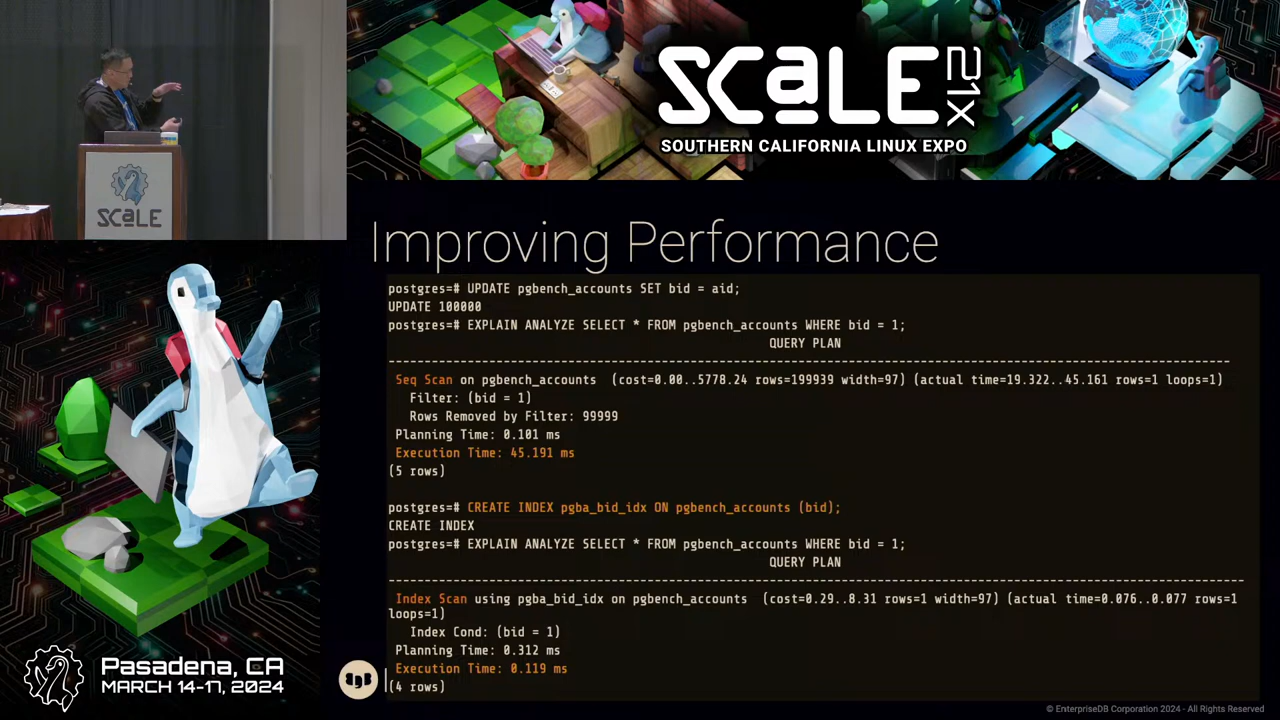 SCALE 21X
SOUTHERN CALIFORNIA LINUX EXPO
SCALE
Improving Performance
postgres=# UPDATE pgbench_accounts SET bid = aid;
UPDATE 100000
postgres=# EXPLAIN ANALYZE SELECT * FROM pgbench_accounts WHERE bid = 1;
QUERY PLAN
--------------------------------------------------------------------------------------------------------------------
Seq Scan on pgbench_accounts  (cost=0.00..5778.24 rows=199939 width=97) (actual time=19.322..45.161 rows=1 loops=1)
Filter: (bid = 1)
Rows Removed by Filter: 99999
Planning Time: 0.101 ms
Execution Time: 45.191 ms
(5 rows)
postgres=# CREATE INDEX pgba_bid_idx ON pgbench_accounts (bid);
CREATE INDEX
postgres=# EXPLAIN ANALYZE SELECT * FROM pgbench_accounts WHERE bid = 1;
QUERY PLAN
----------------------------------------------------------------------------------------------------------------------
Index Scan using pgba_bid_idx on pgbench_accounts  (cost=0.29..8.31 rows=1 width=97) (actual time=0.076..0.077 rows=1
loops=1)
Index Cond: (bid = 1)
Planning Time: 0.312 ms
Execution Time: 0.119 ms
(4 rows)
Pasadena, CA
MARCH 14-17, 2024
© EnterpriseDB Corporation 2024 - All Rights Reserved